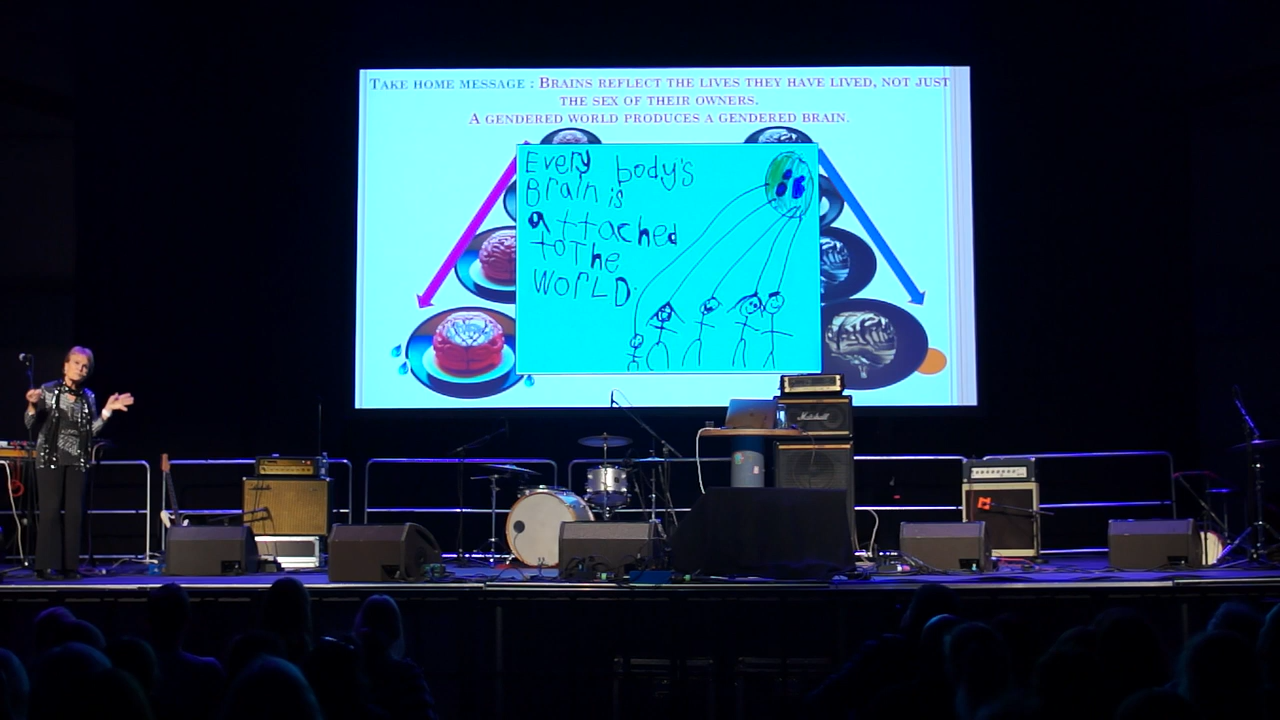 TAKE HOME MESSAGE : BRAINS REFLECT THE LIVES THEY HAVE LIVED, NOT JUST
THE SEX OF THEIR OWNERS.
A GENDERED WORLD PRODUCES A GENDERED BRAIN.
Every body's
Brain is
attached
to The
WORLD.
Marshall